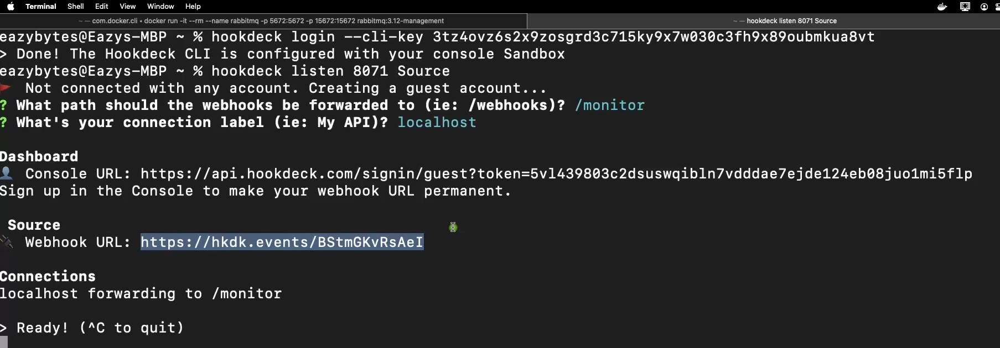 Terminal Shell Edit View Window Help
~ — com.docker.cli • docker run -it --rm --name rabbitmq -p 5672:5672 -p 15672:15672 rabbitmq:3.12-management
~ — hookdeck listen 8071 Source
eazybytes@Eazys-MBP ~ % hookdeck login --cli-key 3tz4ovz6s2x9zosgrd3c715ky9x7w030c3fh9x89oubmkua8vt
> Done! The Hookdeck CLI is configured with your console Sandbox
eazybytes@Eazys-MBP ~ % hookdeck listen 8071 Source
Not connected with any account. Creating a guest account...
? What path should the webhooks be forwarded to (ie: /webhooks)? /monitor
? What's your connection label (ie: My API)? localhost
Dashboard
Console URL: https://api.hookdeck.com/signin/guest?token=5vl439803c2dsuswqibln7vdddae7ejde124eb08juo1mi5flp
Sign up in the Console to make your webhook URL permanent.
Source
Webhook URL: https://hkdk.events/BStmGKvRsAeI
Connections
localhost forwarding to /monitor
> Ready! (^C to quit)